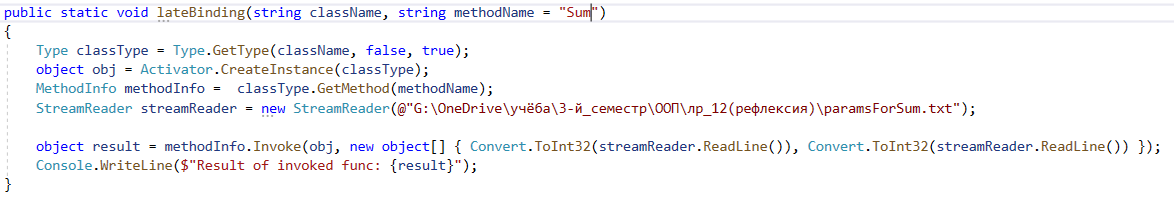 public static void lateBinding(string className, string methodName = "Sum")
{
Type classType = Type.GetType(className, false, true);
object obj = Activator.CreateInstance(classType);
MethodInfo methodInfo =  classType.GetMethod(methodName);
StreamReader streamReader = new StreamReader(@"G:\OneDrive\учёба\3-й_семестр\ООП\лр_12(рефлексия)\paramsForSum.txt");
object result = methodInfo.Invoke(obj, new object[] { Convert.ToInt32(streamReader.ReadLine()), Convert.ToInt32(streamReader.ReadLine()) });
Console.WriteLine($"Result of invoked func: {result}");
}